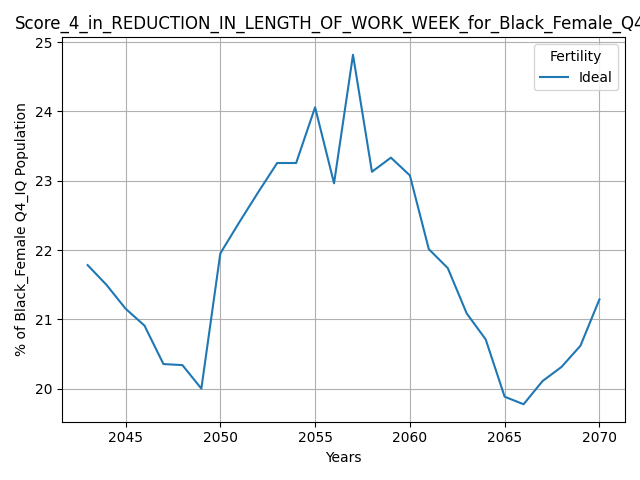 Score_4_in_REDUCTION_IN_LENGTH_OF_WORK_WEEK_for_Black_Female_Q4
25
24
23
22
21
20
% of Black_Female Q4_IQ Population
Fertility
Ideal
2045
2050
2055
2060
2065
2070
Years